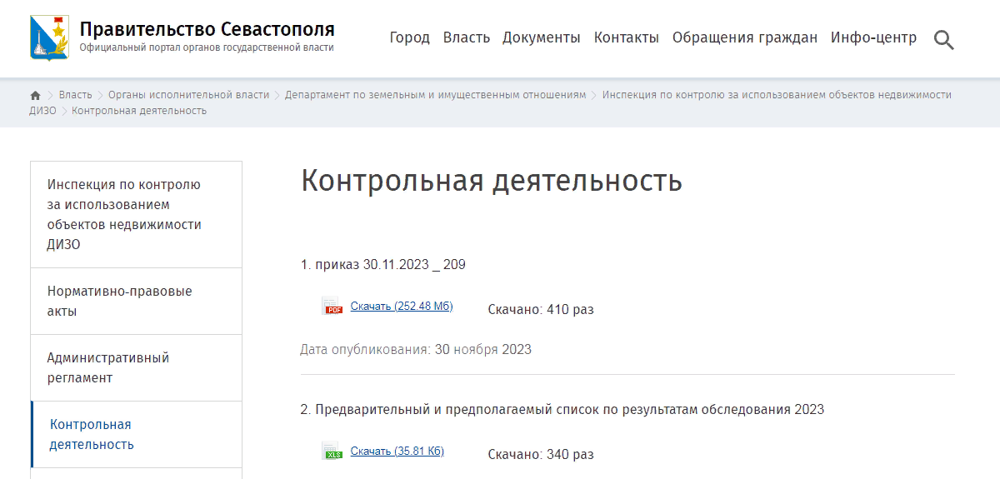 Правительство Севастополя
Официальный портал органов государственной власти
Город Власть Документы Контакты Обращения граждан Инфо-центр
Власть Органы исполнительной власти Департамент по земельным и имущественным отношениям Инспекция по контролю за использованием объектов недвижимости
ДИЗО Контрольная деятельность
Инспекция по контролю
за использованием
объектов недвижимости
ДИЗО
Нормативно-правовые
акты
Административный
регламент
Контрольная
деятельность
Контрольная деятельность
1. приказ 30.11.2023 _ 209
PDF Скачать (252.48 Мб) Скачано: 410 раз
Дата опубликования: 30 ноября 2023
2. Предварительный и предполагаемый список по результатам обследования 2023
XLS Скачать (35.81 Кб) Скачано: 340 раз